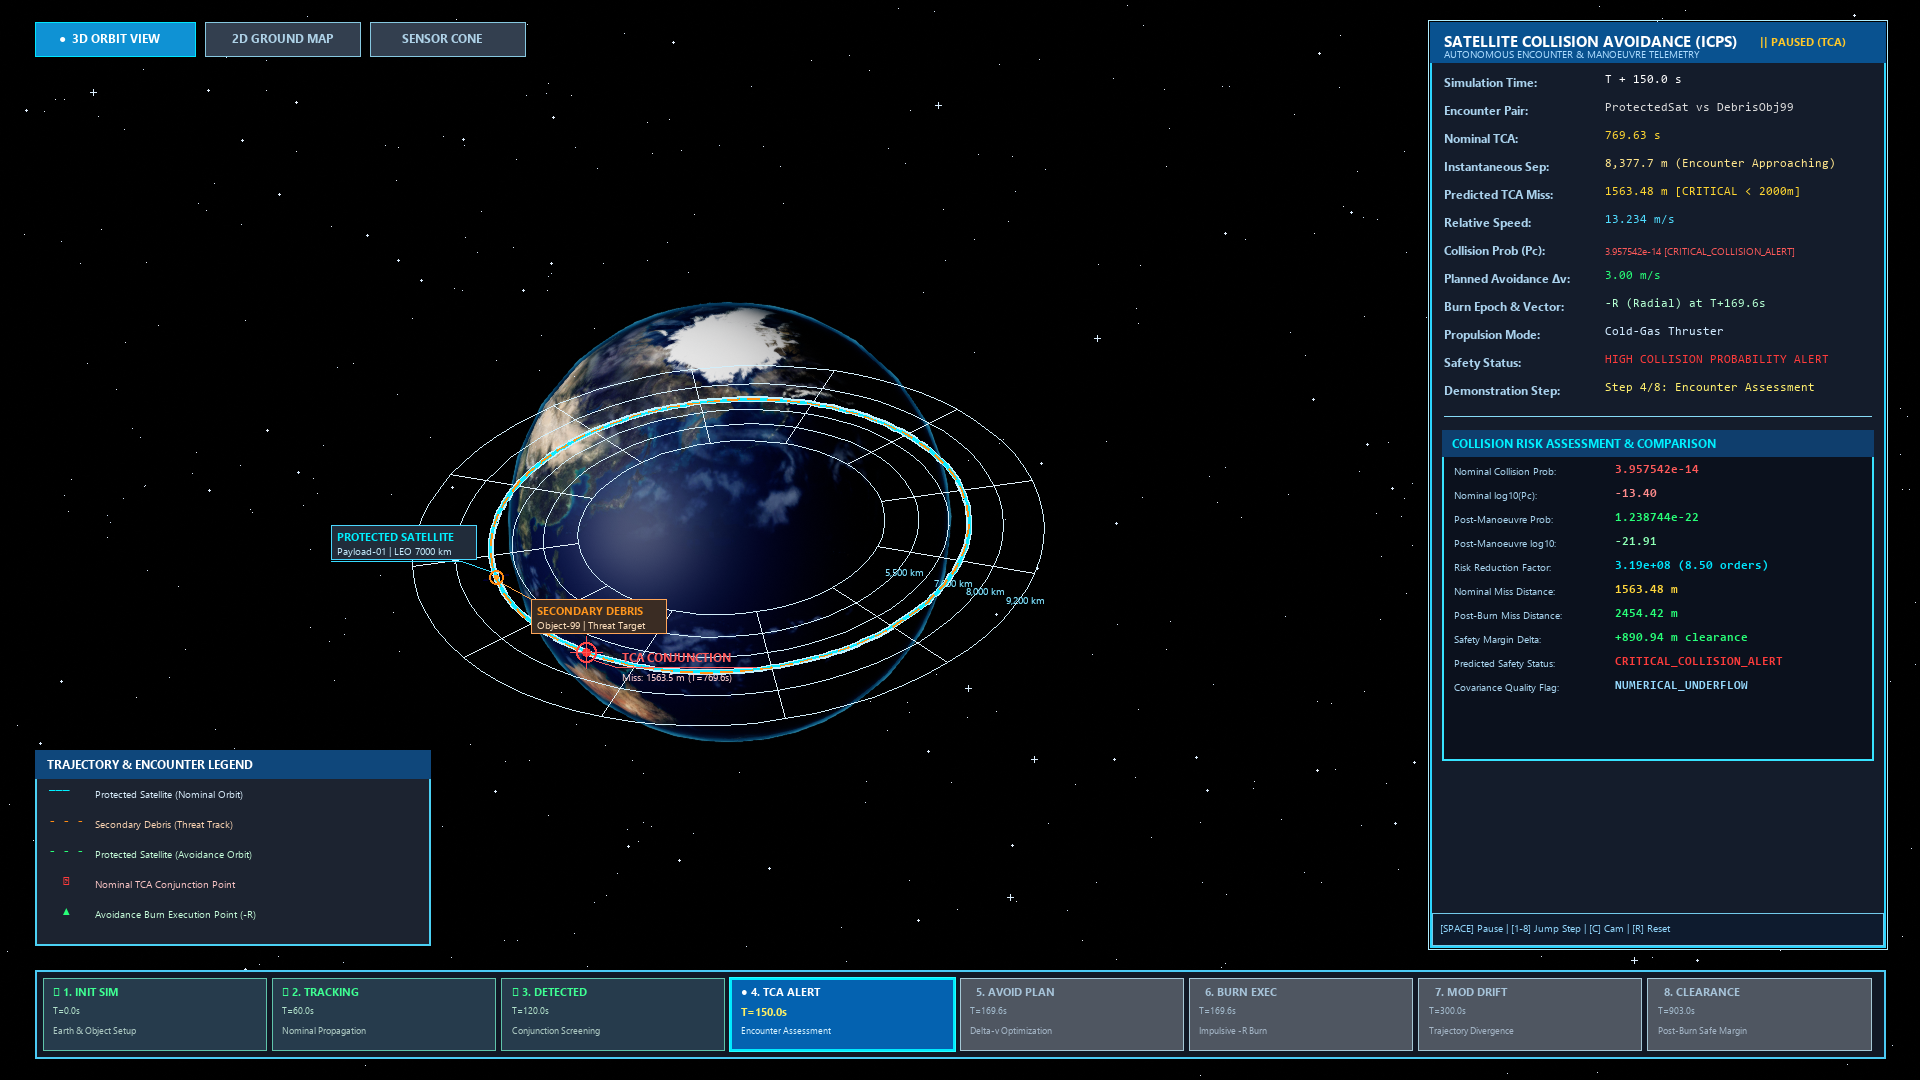 ● 3D ORBIT VIEW
2D GROUND MAP
SENSOR CONE
SATELLITE COLLISION AVOIDANCE (ICPS)
|| PAUSED (TCA)
AUTONOMOUS ENCOUNTER & MANOEUVRE TELEMETRY
Simulation Time: T + 150.0 s
Encounter Pair: ProtectedSat vs DebrisObj99
Nominal TCA: 769.63 s
Instantaneous Sep: 8,377.7 m (Encounter Approaching)
Predicted TCA Miss: 1563.48 m [CRITICAL < 2000m]
Relative Speed: 13.234 m/s
Collision Prob (Pc): 3.957542e-14 [CRITICAL_COLLISION_ALERT]
Planned Avoidance Δv: 3.00 m/s
Burn Epoch & Vector: -R (Radial) at T+169.6s
Propulsion Mode: Cold-Gas Thruster
Safety Status: HIGH COLLISION PROBABILITY ALERT
Demonstration Step: Step 4/8: Encounter Assessment
COLLISION RISK ASSESSMENT & COMPARISON
Nominal Collision Prob: 3.957542e-14
Nominal log10(Pc): -13.40
Post-Manoeuvre Prob: 1.238744e-22
Post-Manoeuvre log10: -21.91
Risk Reduction Factor: 3.19e+08 (8.50 orders)
Nominal Miss Distance: 1563.48 m
Post-Burn Miss Distance: 2454.42 m
Safety Margin Delta: +890.94 m clearance
Predicted Safety Status: CRITICAL_COLLISION_ALERT
Covariance Quality Flag: NUMERICAL_UNDERFLOW
[SPACE] Pause | [1-8] Jump Step | [C] Cam | [R] Reset
PROTECTED SATELLITE
Payload-01 | LEO 7000 km
SECONDARY DEBRIS
Object-99 | Threat Target
TCA CONJUNCTION
Miss: 1563.5 m (T=769.6s)
5,500 km
km
8,000 km
9,200 km
TRAJECTORY & ENCOUNTER LEGEND
Protected Satellite (Nominal Orbit)
Secondary Debris (Threat Track)
Protected Satellite (Avoidance Orbit)
Nominal TCA Conjunction Point
Avoidance Burn Execution Point (-R)
1. INIT SIM
T=0.0s
Earth & Object Setup
2. TRACKING
T=60.0s
Nominal Propagation
3. DETECTED
T=120.0s
Conjunction Screening
● 4. TCA ALERT
T=150.0s
Encounter Assessment
5. AVOID PLAN
T=169.6s
Delta-v Optimization
6. BURN EXEC
T=169.6s
Impulsive -R Burn
7. MOD DRIFT
T=300.0s
Trajectory Divergence
8. CLEARANCE
T=903.0s
Post-Burn Safe Margin